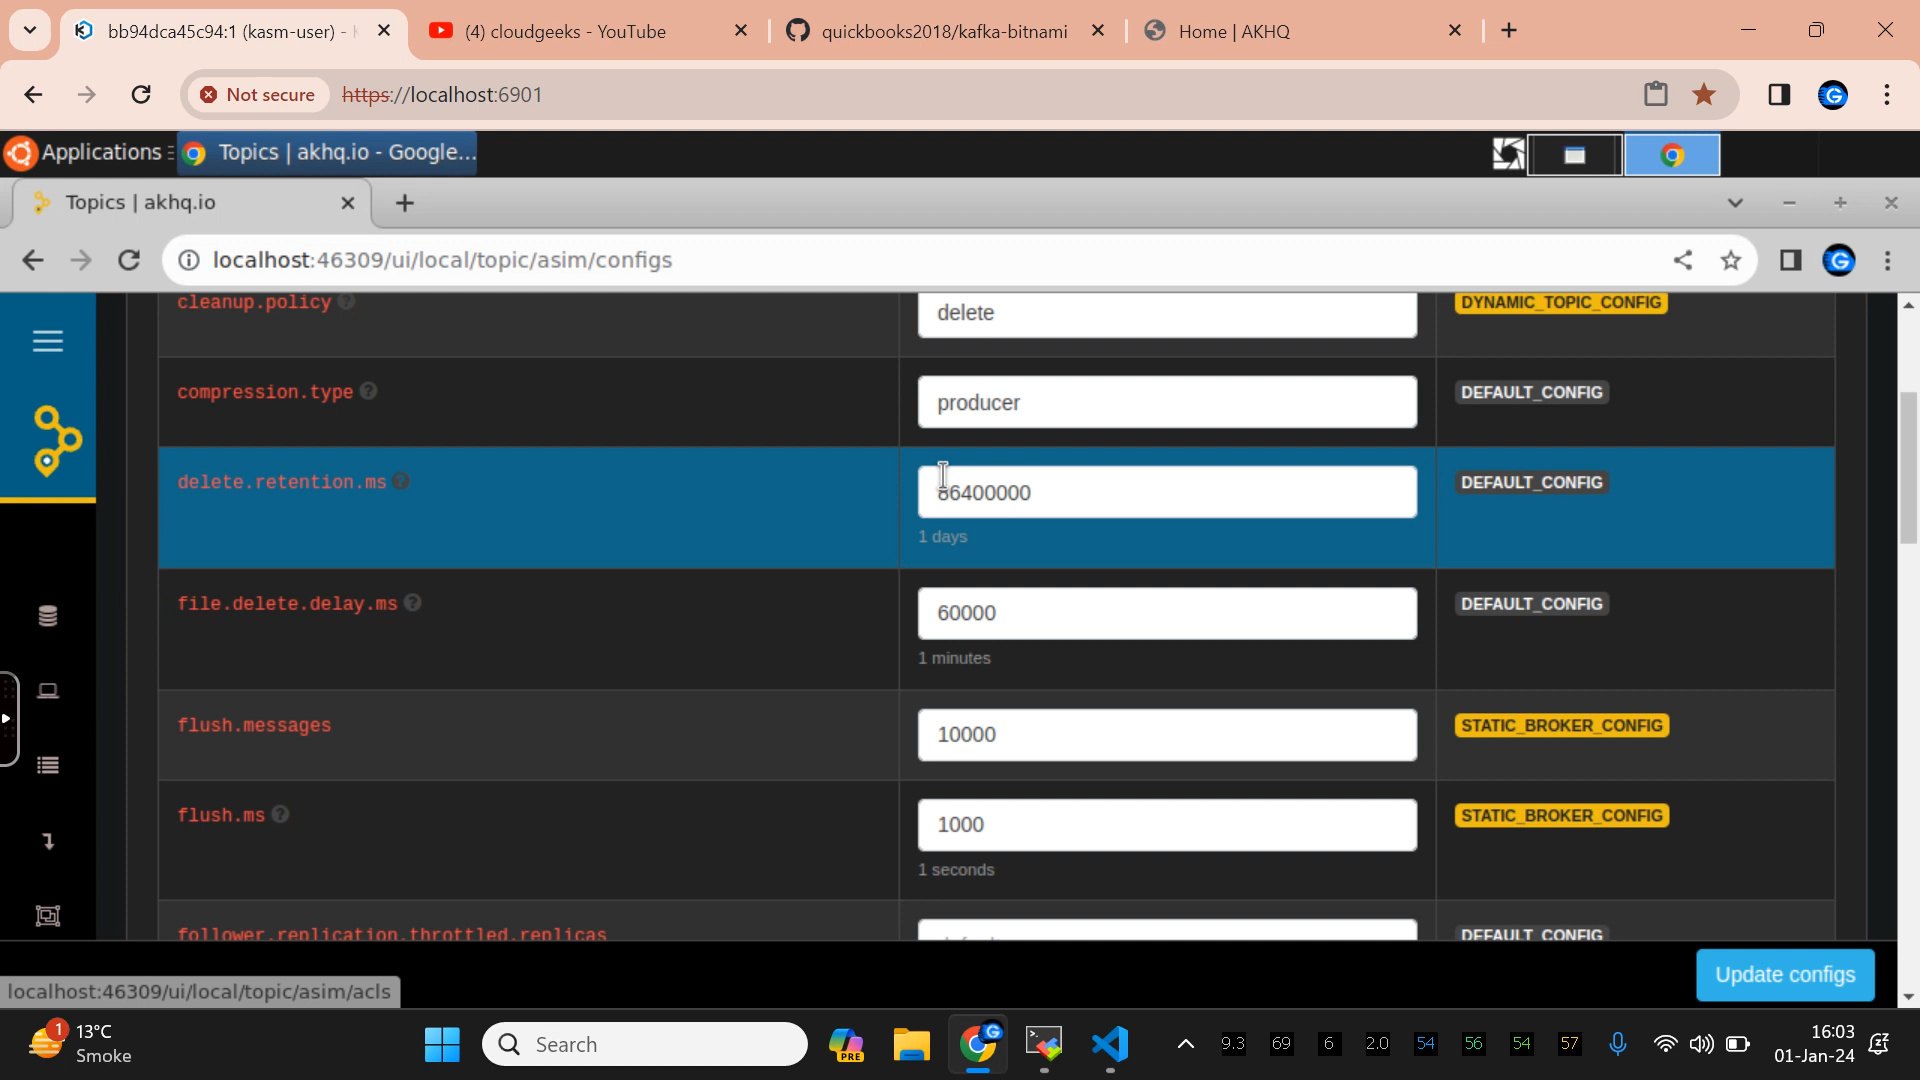 bb94dca45c94:1 (kasm-user) -
(4) cloudgeeks - YouTube
quickbooks2018/kafka-bitnami
Home | AKHQ
Not secure
https://localhost:6901
Applications
Topics | akhq.io - Google...
Topics | akhq.io
localhost:46309/ui/local/topic/asim/configs
cleanup.policy
delete
DYNAMIC_TOPIC_CONFIG
compression.type
producer
DEFAULT_CONFIG
delete.retention.ms
86400000
DEFAULT_CONFIG
1 days
file.delete.delay.ms
60000
DEFAULT_CONFIG
1 minutes
flush.messages
10000
STATIC_BROKER_CONFIG
flush.ms
1000
STATIC_BROKER_CONFIG
1 seconds
follower.replication.throttled.replicas
DEFAULT_CONFIG
Update configs
localhost:46309/ui/local/topic/asim/acls
1
13°C
Smoke
Search
PRE
9.3
69
6
2.0
54
56
54
57
16:03
01-Jan-24